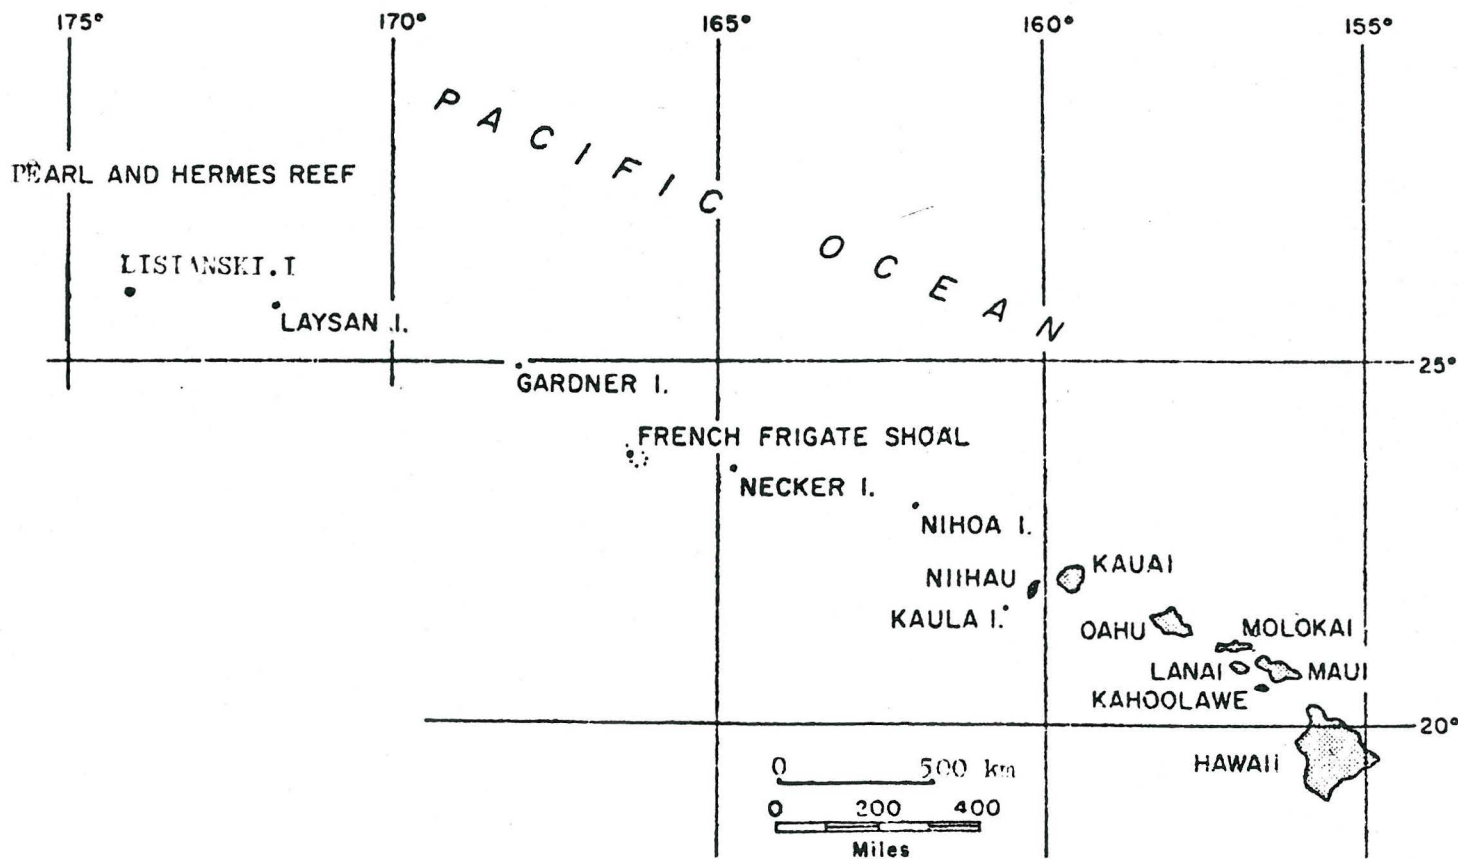 175° 170° 165° 160° 155°
PACIFIC OCEAN
PEARL AND HERMES REEF
LISIANSKI.I
LAYSAN I.
25°
GARDNER I.
FRENCH FRIGATE SHOAL
NECKER I.
NIHOA I.
KAUAI
NIIHAU
KAULA I.
OAHU
MOLOKAI
LANAI
MAUI
KAHOOLAWE
20°
HAWAII
0 500 km
0 200 400
Miles